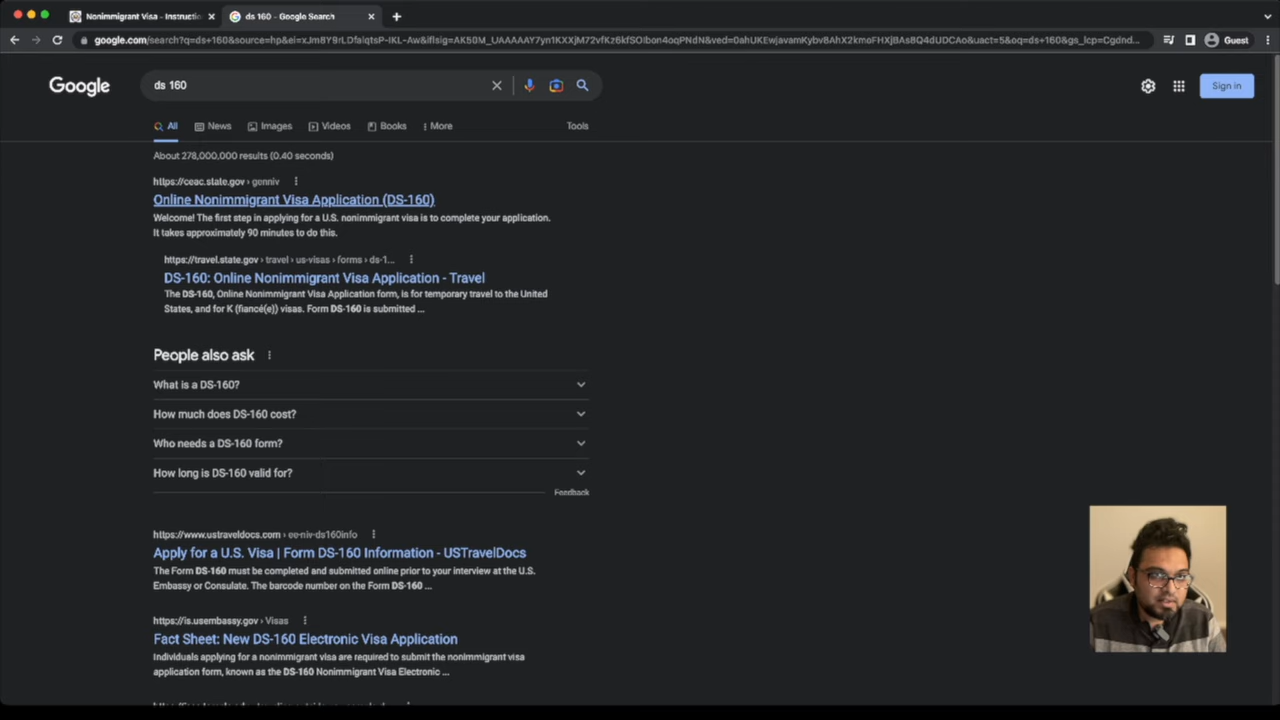 Nonimmigrant Visa - Instructi
ds 160 - Google Search
Guest
Google
ds 160
Sign in
All
News
Images
Videos
Books
More
Tools
About 278,000,000 results (0.40 seconds)
https://ceac.state.gov › genniv
Online Nonimmigrant Visa Application (DS-160)
Welcome! The first step in applying for a U.S. nonimmigrant visa is to complete your application.
It takes approximately 90 minutes to do this.
https://travel.state.gov › travel › us-visas › forms › ds-1...
DS-160: Online Nonimmigrant Visa Application - Travel
The DS-160, Online Nonimmigrant Visa Application form, is for temporary travel to the United
States, and for K (fiancé(e)) visas. Form DS-160 is submitted ...
People also ask
What is a DS-160?
How much does DS-160 cost?
Who needs a DS-160 form?
How long is DS-160 valid for?
Feedback
https://www.ustraveldocs.com › ee-niv-ds160info
Apply for a U.S. Visa | Form DS-160 Information - USTravelDocs
The Form DS-160 must be completed and submitted online prior to your interview at the U.S.
Embassy or Consulate. The barcode number on the Form DS-160 ...
https://is.usembassy.gov › Visas
Fact Sheet: New DS-160 Electronic Visa Application
Individuals applying for a nonimmigrant visa are required to submit the nonimmigrant visa
application form, known as the DS-160 Nonimmigrant Visa Electronic ...